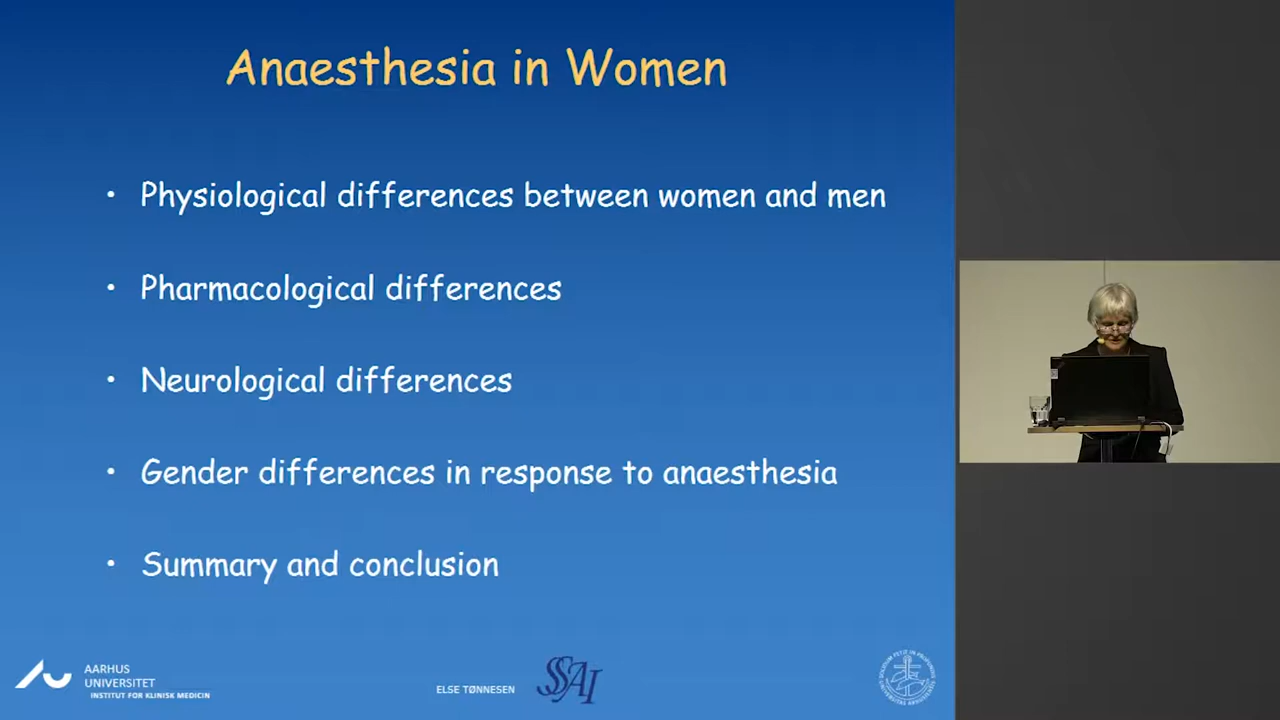 Anaesthesia in Women
• Physiological differences between women and men
• Pharmacological differences
• Neurological differences
• Gender differences in response to anaesthesia
• Summary and conclusion
AARHUS
UNIVERSITET
INSTITUT FOR KLINISK MEDICIN
ELSE TØNNESEN
SSAI